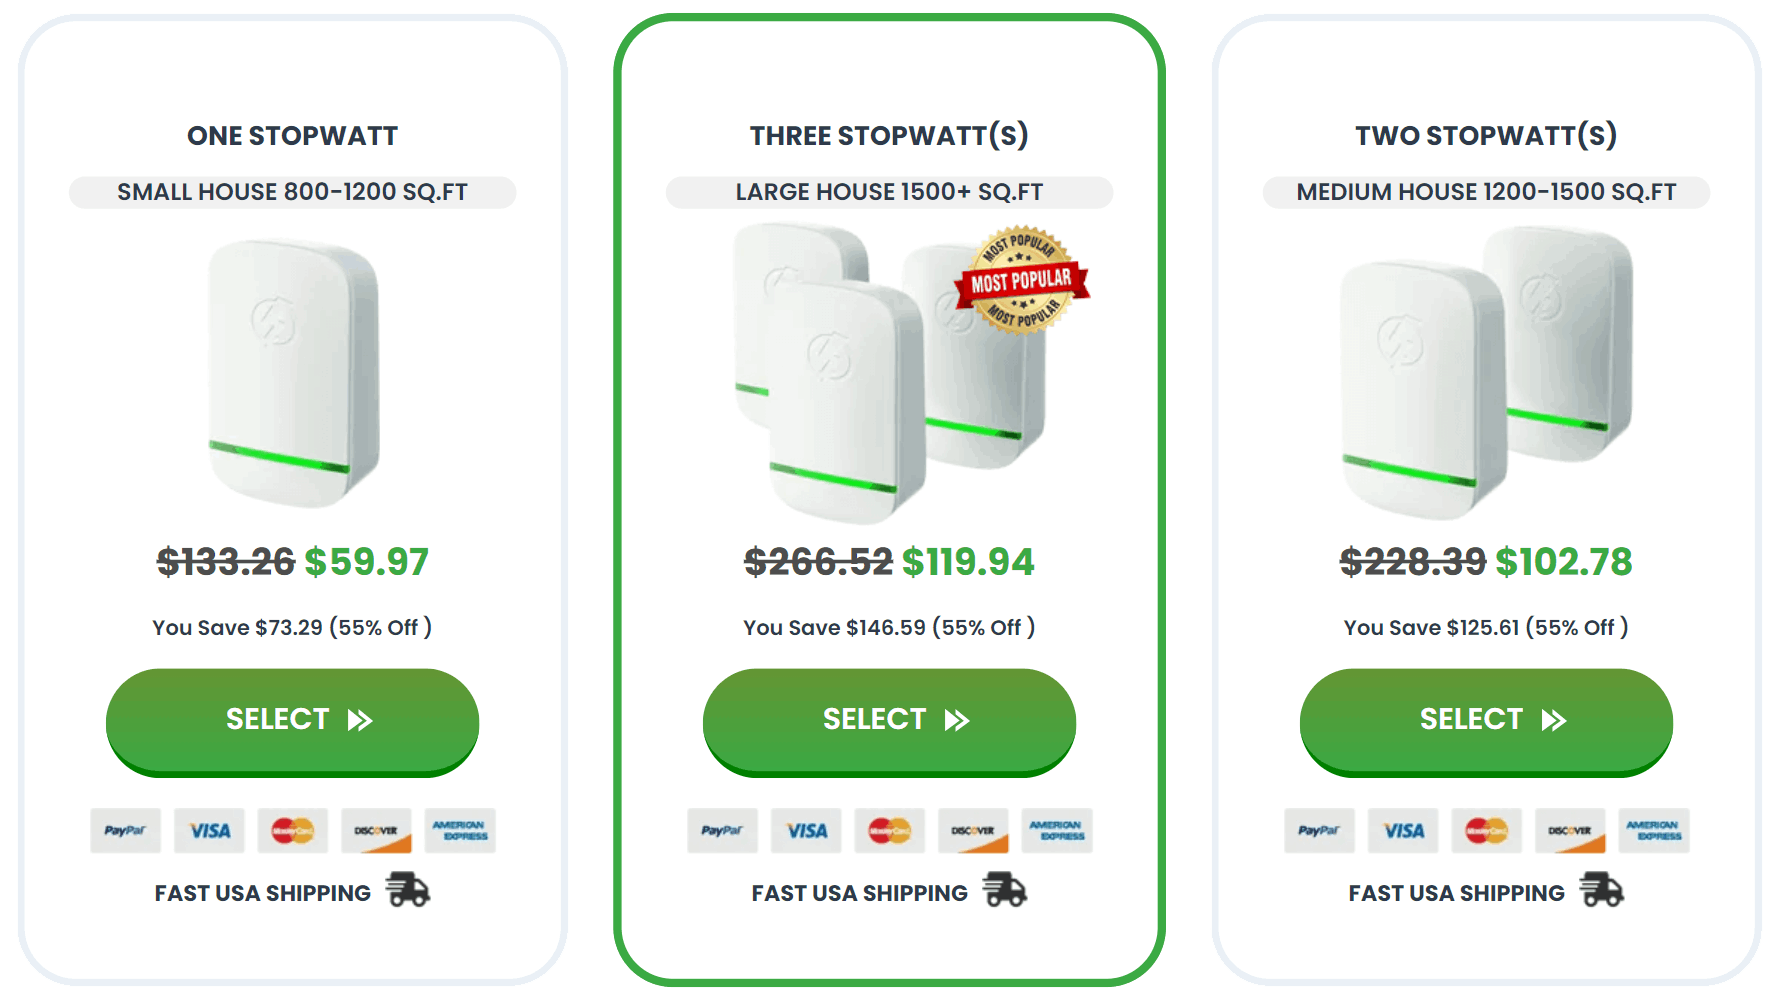 ONE STOPWATT
SMALL HOUSE 800-1200 SQ.FT
$133.26 $59.97
You Save $73.29 (55% Off )
SELECT
PayPal VISA MasterCard DISCOVER AMERICAN EXPRESS
FAST USA SHIPPING
THREE STOPWATT(S)
LARGE HOUSE 1500+ SQ.FT
MOST POPULAR
MOST POPULAR
MOST POPULAR
$266.52 $119.94
You Save $146.59 (55% Off )
SELECT
PayPal VISA MasterCard DISCOVER AMERICAN EXPRESS
FAST USA SHIPPING
TWO STOPWATT(S)
MEDIUM HOUSE 1200-1500 SQ.FT
$228.39 $102.78
You Save $125.61 (55% Off )
SELECT
PayPal VISA MasterCard DISCOVER AMERICAN EXPRESS
FAST USA SHIPPING